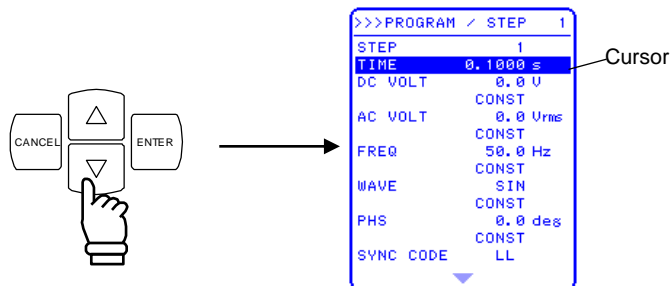 CANCEL
ENTER
>>>PROGRAM / STEP 1
STEP 1
TIME 0.1000 s
Cursor
DC VOLT 0.0 V
CONST
AC VOLT 0.0 Vrms
CONST
FREQ 50.0 Hz
CONST
WAVE SIN
CONST
PHS 0.0 deg
CONST
SYNC CODE LL